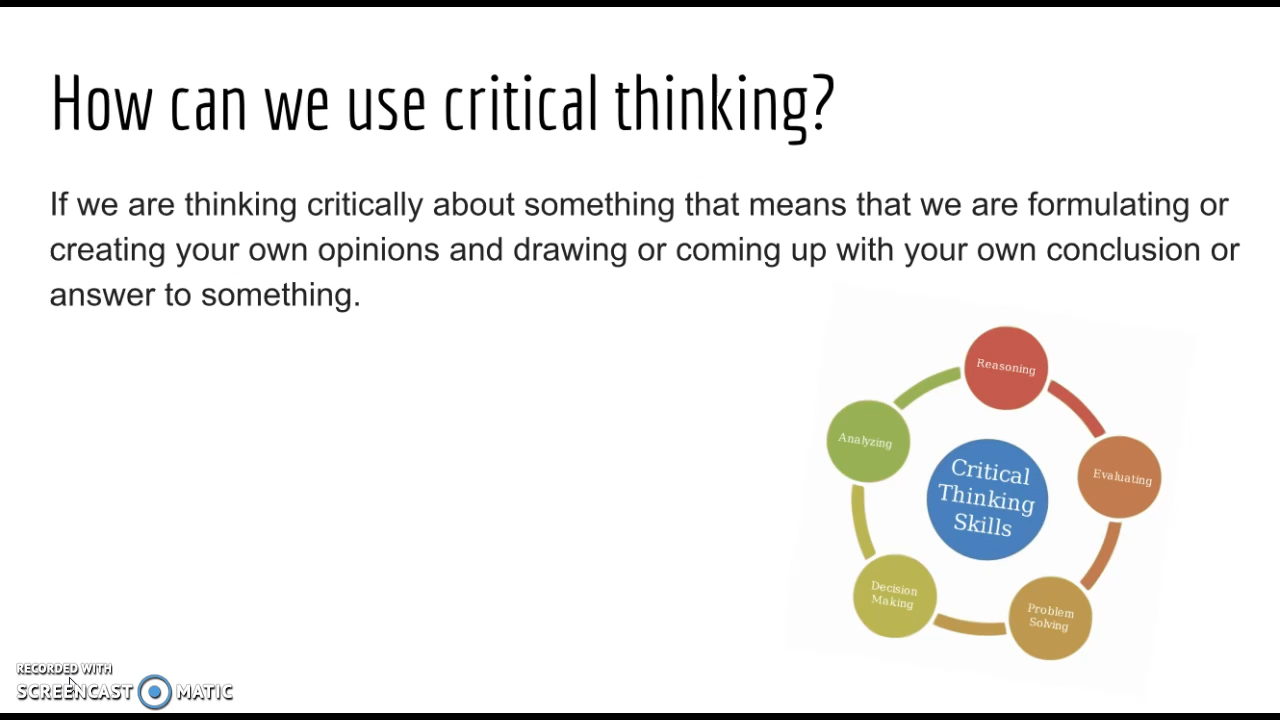 How can we use critical thinking?
If we are thinking critically about something that means that we are formulating or
creating your own opinions and drawing or coming up with your own conclusion or
answer to something.
Reasoning
Analyzing
Evaluating
Critical
Thinking
Skills
Decision
Making
Problem
Solving
RECORDED WITH
SCREENCAST MATIC